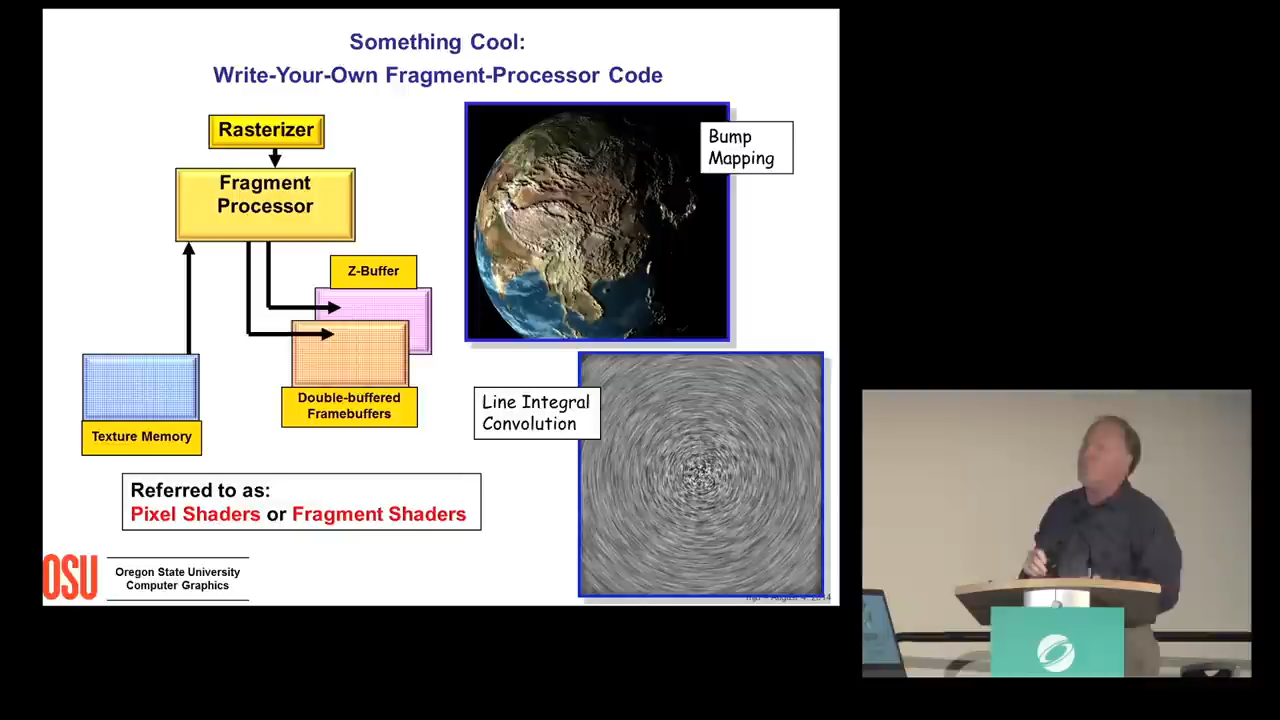 Something Cool:
Write-Your-Own Fragment-Processor Code
Rasterizer
Fragment
Processor
Bump
Mapping
Z-Buffer
Double-buffered
Framebuffers
Texture Memory
Line Integral
Convolution
Referred to as:
Pixel Shaders or Fragment Shaders
OSU
Oregon State University
Computer Graphics